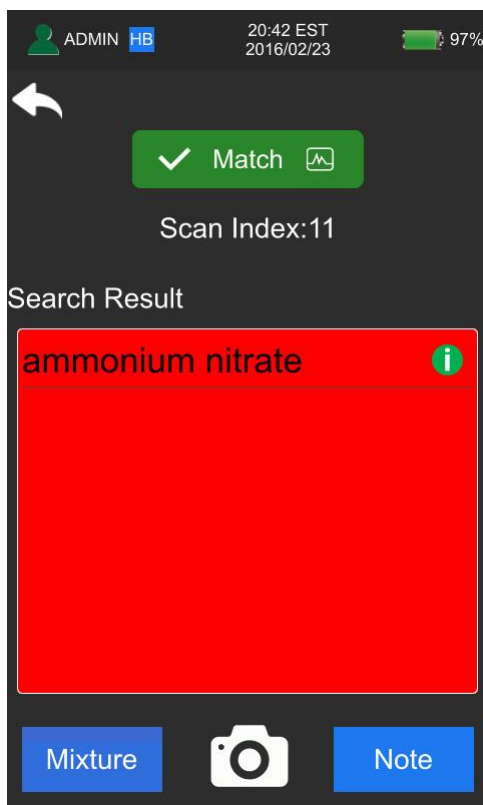 ADMIN HB
20:42 EST
2016/02/23
97%
Match
Scan Index:11
Search Result
ammonium nitrate
i
Mixture
Note